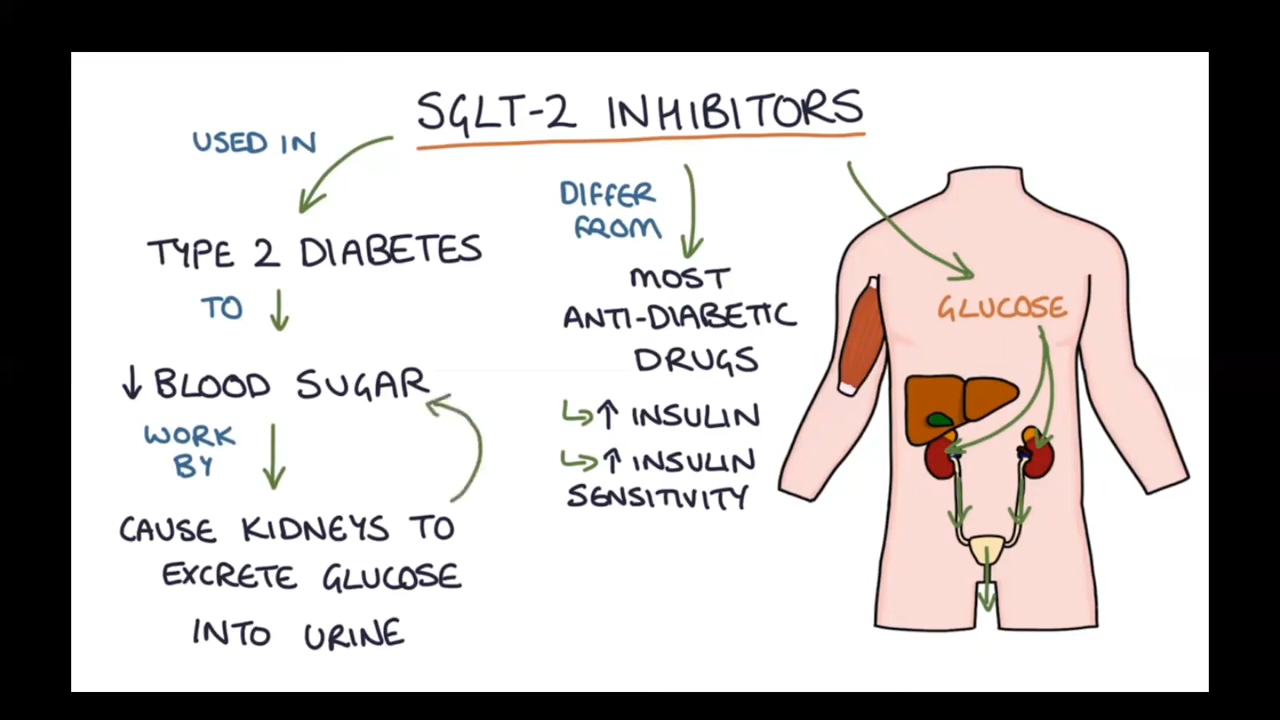 SGLT-2 INHIBITORS
USED IN
TYPE 2 DIABETES
TO ↓
↓ BLOOD SUGAR
WORK
BY
CAUSE KIDNEYS TO
EXCRETE GLUCOSE
INTO URINE
DIFFER
FROM
MOST
ANTI-DIABETIC
DRUGS
↳ ↑ INSULIN
↳ ↑ INSULIN
SENSITIVITY
GLUCOSE